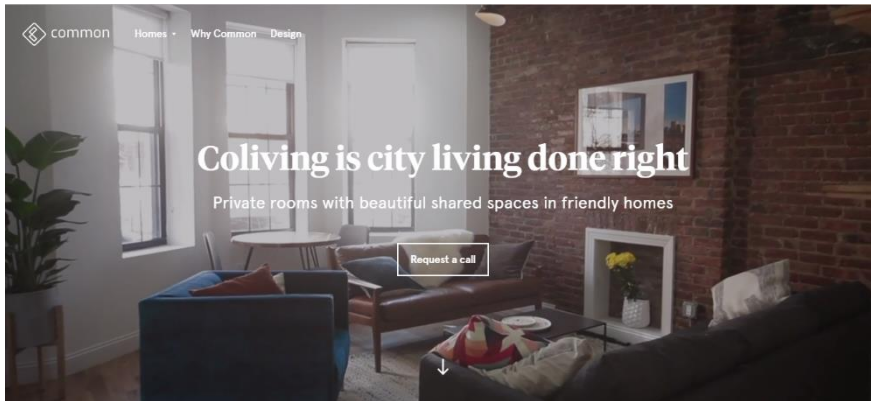 common
Homes
Why Common
Design
Coliving is city living done right
Private rooms with beautiful shared spaces in friendly homes
Request a call